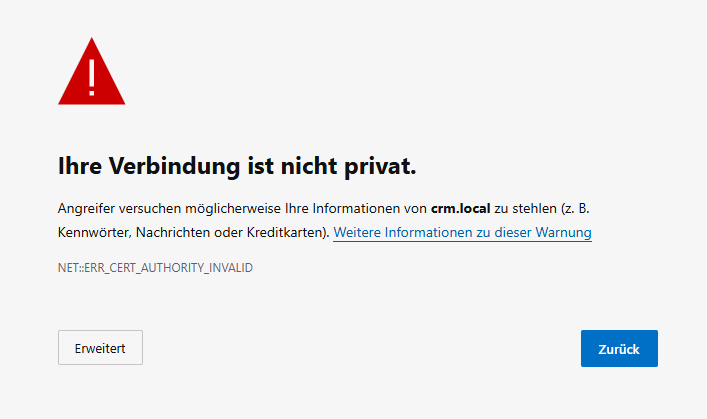 Ihre Verbindung ist nicht privat.
Angreifer versuchen möglicherweise Ihre Informationen von crm.local zu stehlen (z. B.
Kennwörter, Nachrichten oder Kreditkarten). Weitere Informationen zu dieser Warnung
NET::ERR_CERT_AUTHORITY_INVALID
Erweitert
Zurück